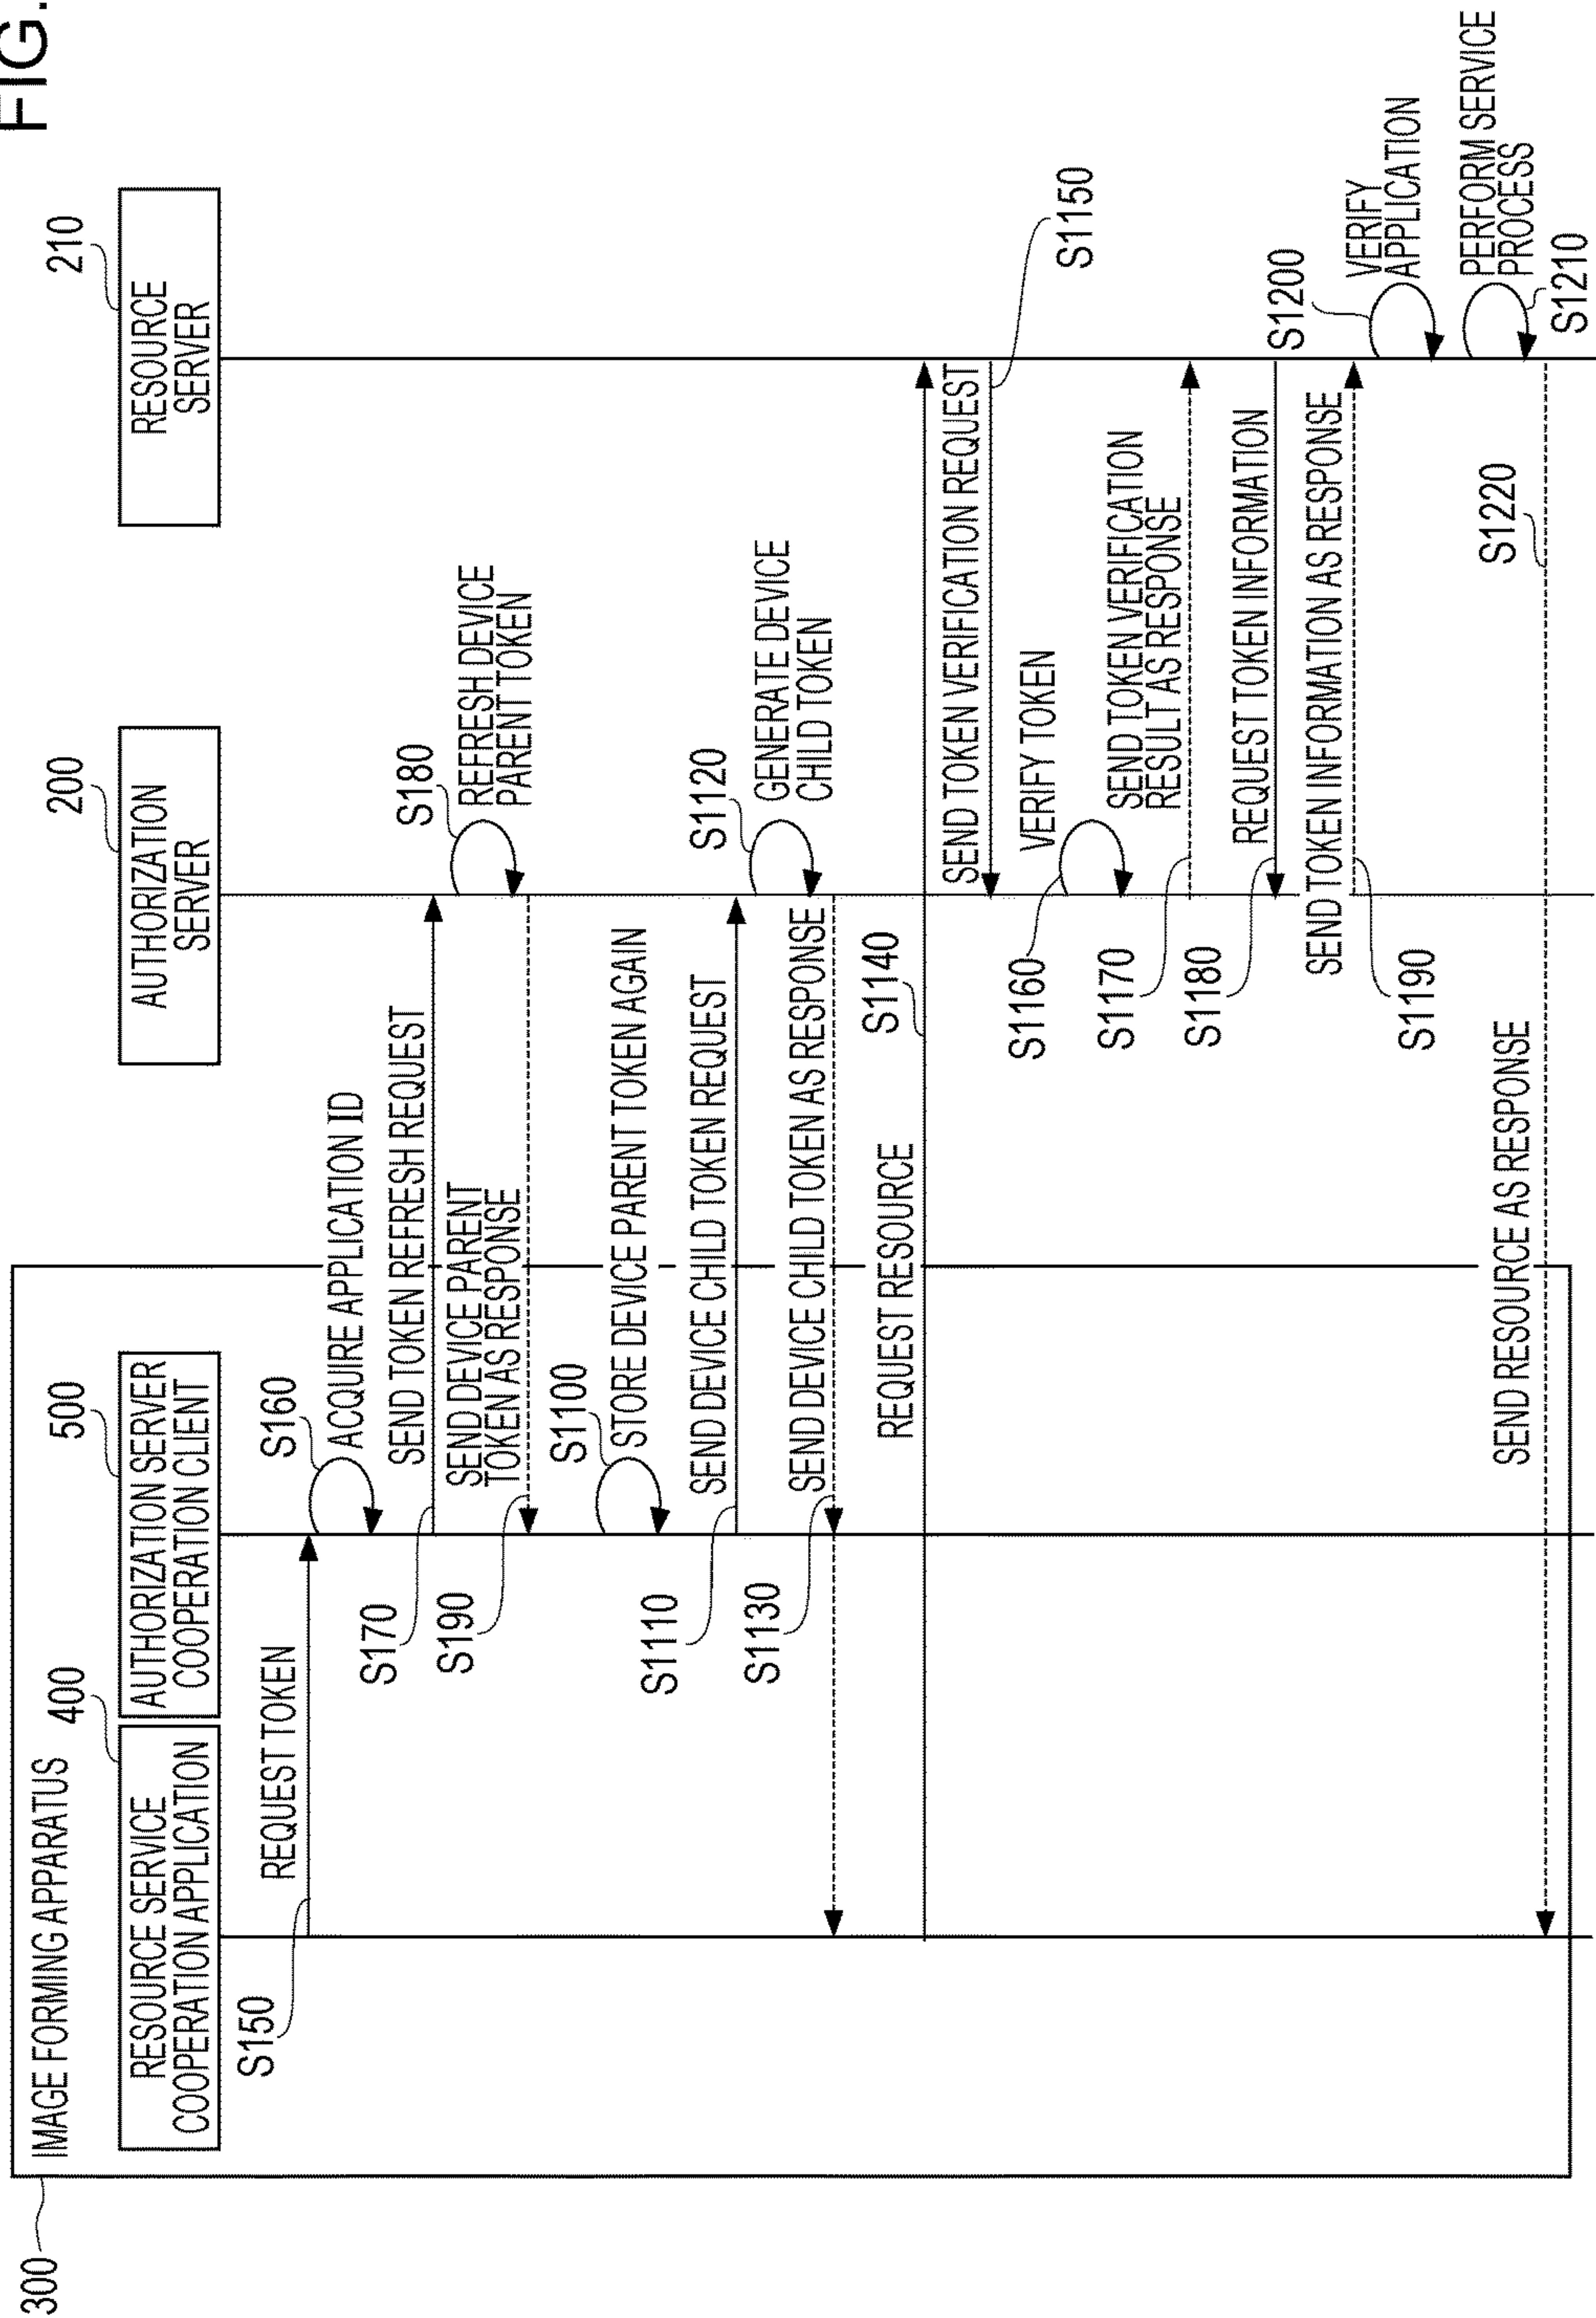 FIG.
300
IMAGE FORMING APPARATUS
400
RESOURCE SERVICE
COOPERATION APPLICATION
500
AUTHORIZATION SERVER
COOPERATION CLIENT
200
AUTHORIZATION
SERVER
210
RESOURCE
SERVER
S150
REQUEST TOKEN
S160
ACQUIRE APPLICATION ID
S170
SEND TOKEN REFRESH REQUEST
S180
REFRESH DEVICE
PARENT TOKEN
S190
SEND DEVICE PARENT
TOKEN AS RESPONSE
S1100
STORE DEVICE PARENT TOKEN AGAIN
S1110
SEND DEVICE CHILD TOKEN REQUEST
S1120
GENERATE DEVICE
CHILD TOKEN
S1130
SEND DEVICE CHILD TOKEN AS RESPONSE
S1140
REQUEST RESOURCE
SEND TOKEN VERIFICATION REQUEST
S1150
S1160
VERIFY TOKEN
S1170
SEND TOKEN VERIFICATION
RESULT AS RESPONSE
S1180
REQUEST TOKEN INFORMATION
S1190
SEND TOKEN INFORMATION AS RESPONSE
S1200
VERIFY
APPLICATION
PERFORM SERVICE
PROCESS
S1210
S1220
SEND RESOURCE AS RESPONSE